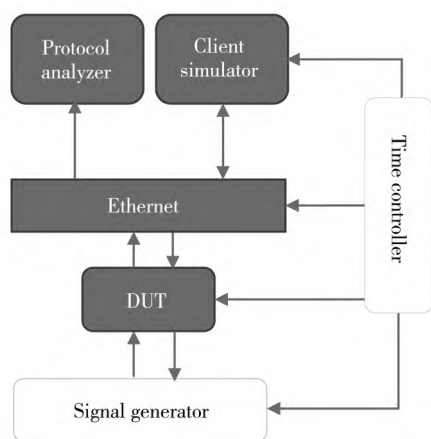 Protocol
analyzer
Client
simulator
Time controller
Ethernet
DUT
Signal generator